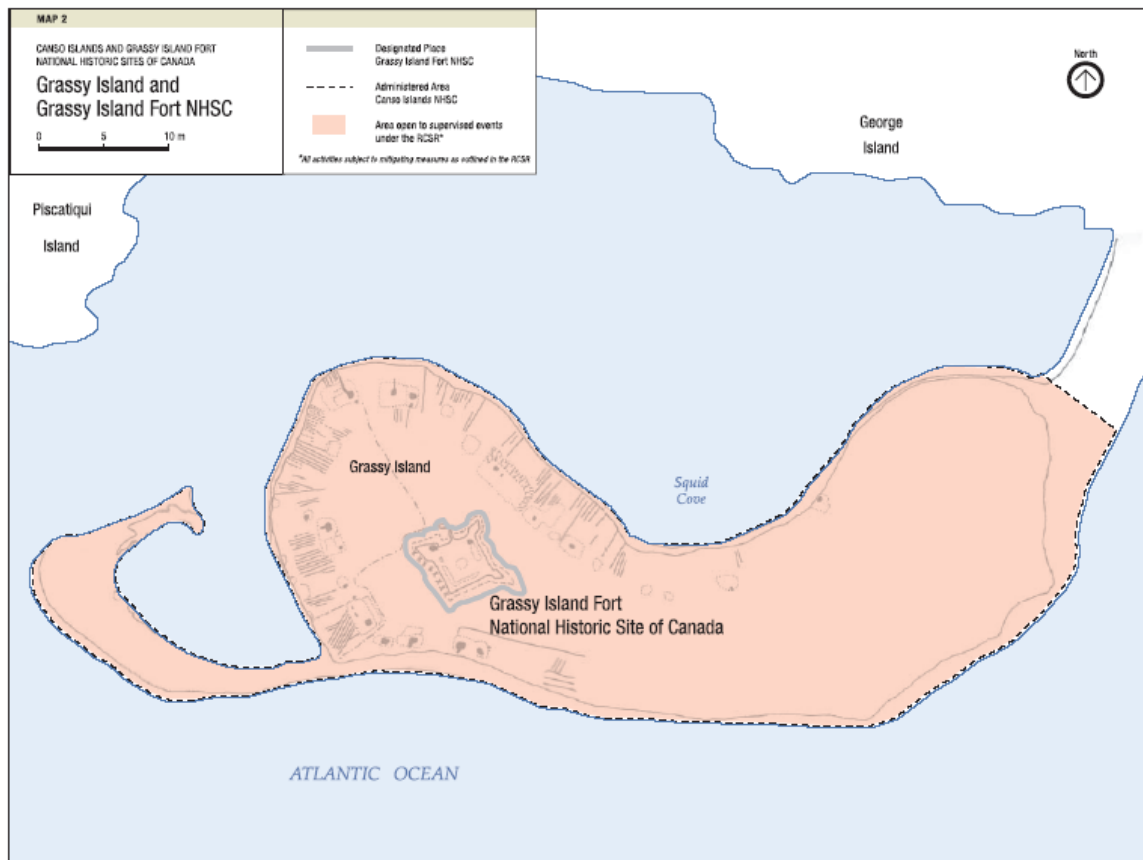 MAP 2
CANSO ISLANDS AND GRASSY ISLAND FORT
NATIONAL HISTORIC SITES OF CANADA
Grassy Island and
Grassy Island Fort NHSC
0 5 10 m
Designated Place
Grassy Island Fort NHSC
Administered Area
Canso Islands NHSC
Area open to supervised events
under the RCSR*
*All activities subject to mitigating measures as outlined in the RCSR
North
George
Island
Piscatiqui
Island
Grassy Island
Squid
Cove
Grassy Island Fort
National Historic Site of Canada
ATLANTIC OCEAN